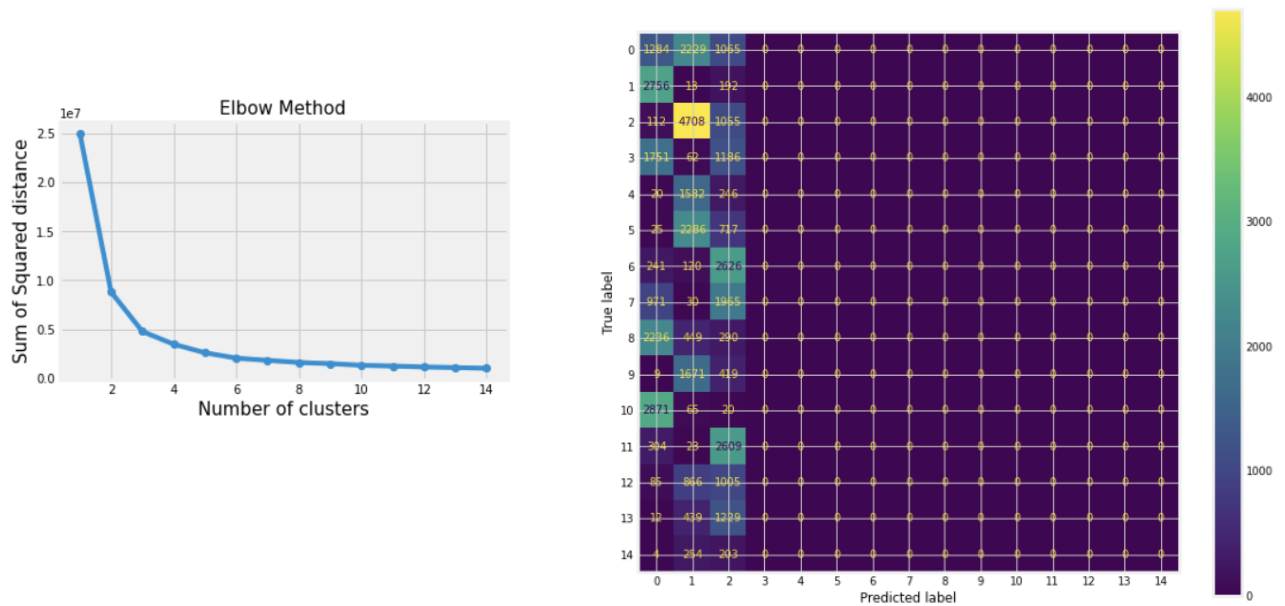 Elbow Method
1e7
Sum of Squared distance
2.5
2.0
1.5
1.0
0.5
0.0
2 4 6 8 10 12 14
Number of clusters
True label
0 1284 2229 1055 0 0 0 0 0 0 0 0 0 0 0 0
1 2756 13 192 0 0 0 0 0 0 0 0 0 0 0 0
2 112 4708 1055 0 0 0 0 0 0 0 0 0 0 0 0
3 1751 62 1186 0 0 0 0 0 0 0 0 0 0 0 0
4 20 1582 246 0 0 0 0 0 0 0 0 0 0 0 0
5 25 2286 717 0 0 0 0 0 0 0 0 0 0 0 0
6 241 120 2626 0 0 0 0 0 0 0 0 0 0 0 0
7 971 30 1955 0 0 0 0 0 0 0 0 0 0 0 0
8 2236 449 290 0 0 0 0 0 0 0 0 0 0 0 0
9 9 1671 419 0 0 0 0 0 0 0 0 0 0 0 0
10 2871 65 20 0 0 0 0 0 0 0 0 0 0 0 0
11 304 23 2609 0 0 0 0 0 0 0 0 0 0 0 0
12 85 866 1005 0 0 0 0 0 0 0 0 0 0 0 0
13 12 439 1229 0 0 0 0 0 0 0 0 0 0 0 0
14 4 254 203 0 0 0 0 0 0 0 0 0 0 0 0
0 1 2 3 4 5 6 7 8 9 10 11 12 13 14
Predicted label
4000
3000
2000
1000
0